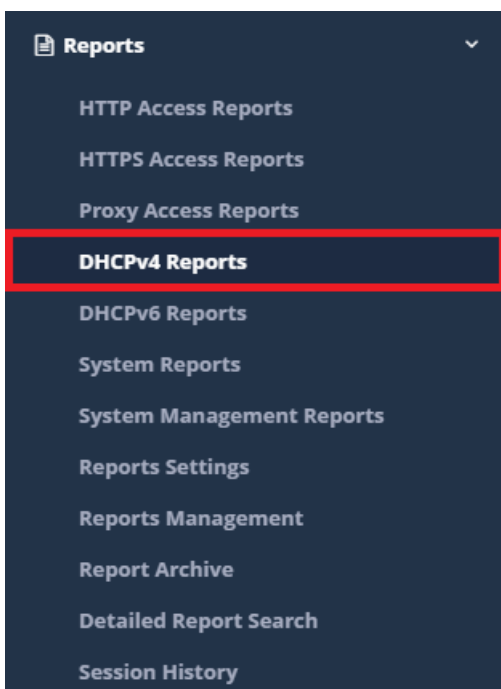 Reports
HTTP Access Reports
HTTPS Access Reports
Proxy Access Reports
DHCPv4 Reports
DHCPv6 Reports
System Reports
System Management Reports
Reports Settings
Reports Management
Report Archive
Detailed Report Search
Session History